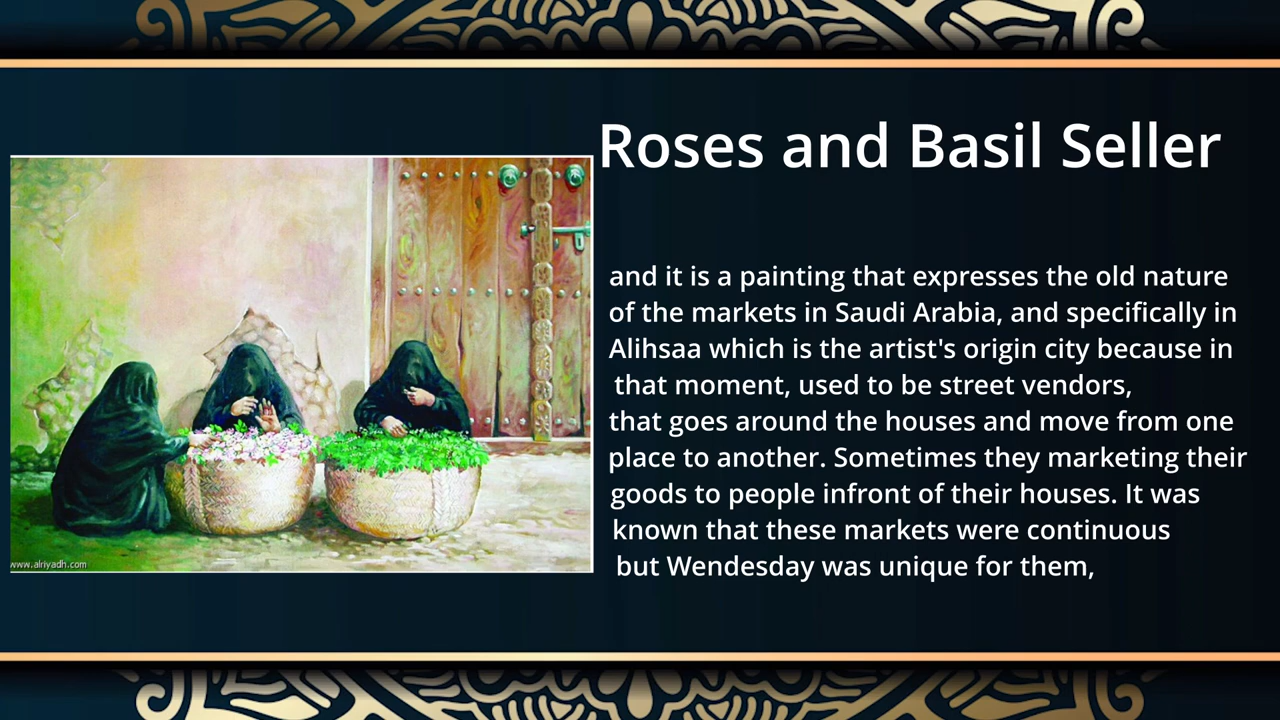 Roses and Basil Seller
and it is a painting that expresses the old nature
of the markets in Saudi Arabia, and specifically in
Alihsaa which is the artist's origin city because in
that moment, used to be street vendors,
that goes around the houses and move from one
place to another. Sometimes they marketing their
goods to people infront of their houses. It was
known that these markets were continuous
but Wendesday was unique for them,
www.alriyadh.com